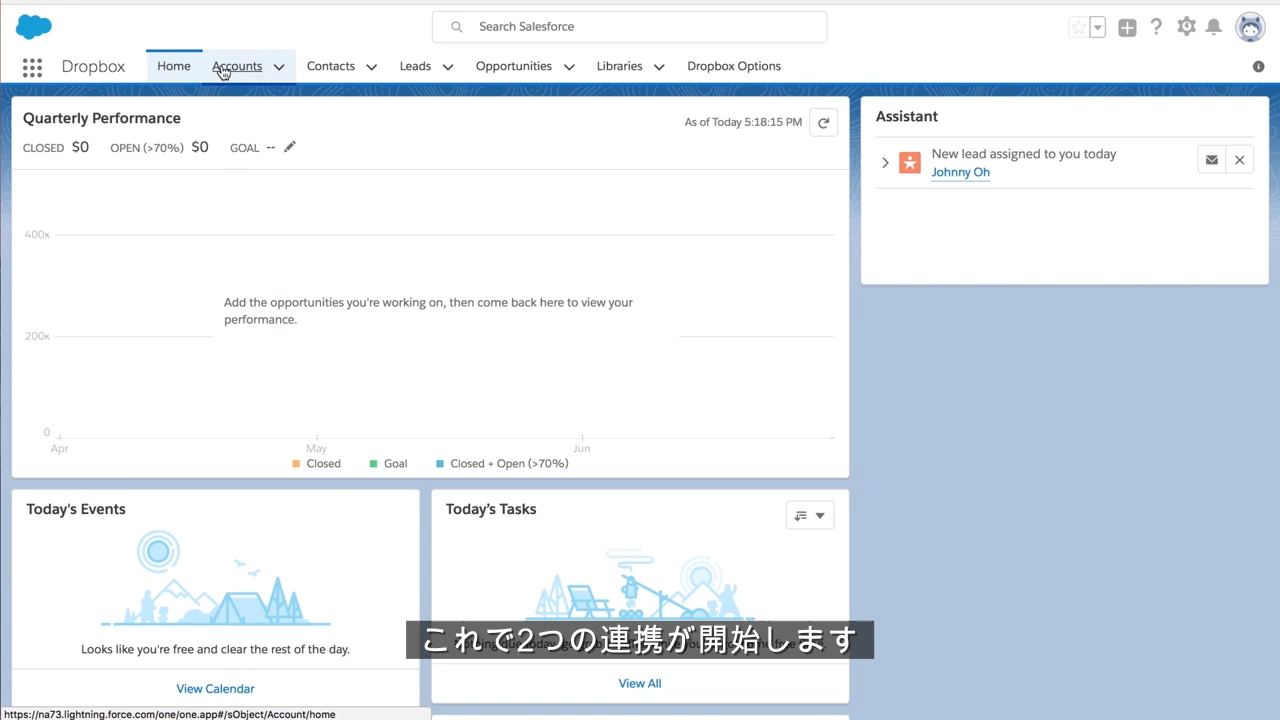 Search Salesforce
Dropbox
Home
Accounts
Contacts
Leads
Opportunities
Libraries
Dropbox Options
Quarterly Performance
As of Today 5:18:15 PM
CLOSED $0 OPEN (>70%) $0 GOAL --
400K
Add the opportunities you're working on, then come back here to view your
performance.
200K
0
Apr
May
Jun
Closed
Goal
Closed + Open (>70%)
Assistant
New lead assigned to you today
Johnny Oh
Today's Events
Looks like you're free and clear the rest of the day.
View Calendar
Today's Tasks
これで2つの連携が開始します
View All
https://na73.lightning.force.com/one/one.app#/sObject/Account/home